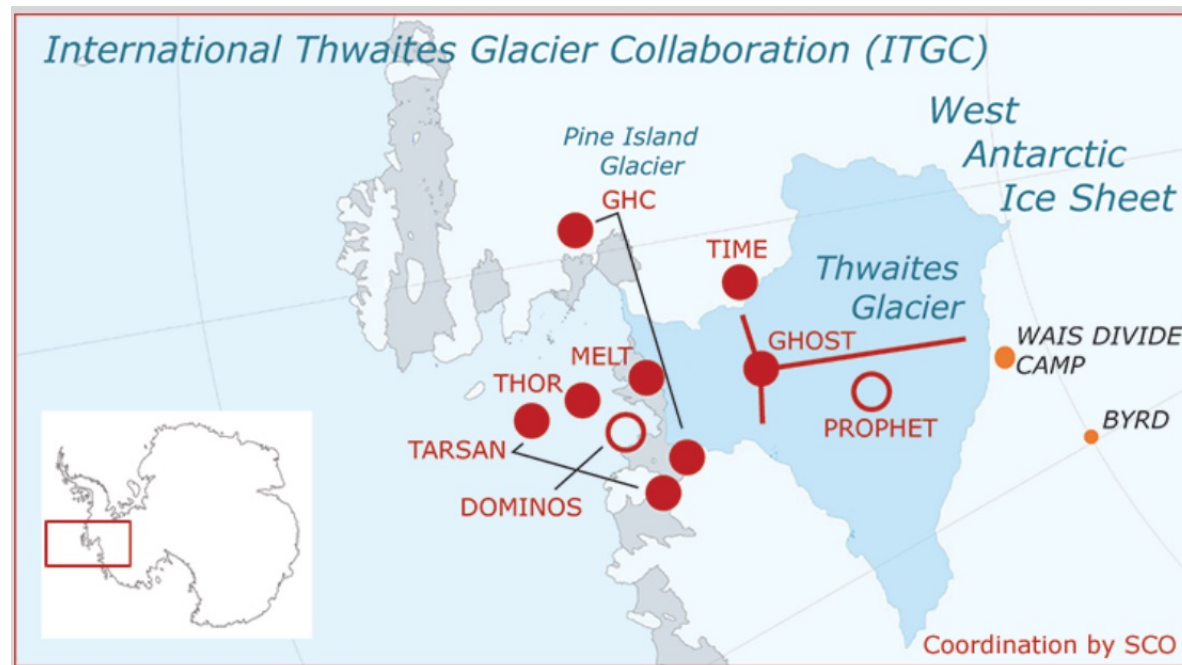 International Thwaites Glacier Collaboration (ITGC)
West
Antarctic
Ice Sheet
Pine Island
Glacier
GHC
TIME
Thwaites
Glacier
GHOST
WAIS DIVIDE
CAMP
MELT
THOR
PROPHET
BYRD
TARSAN
DOMINOS
Coordination by SCO